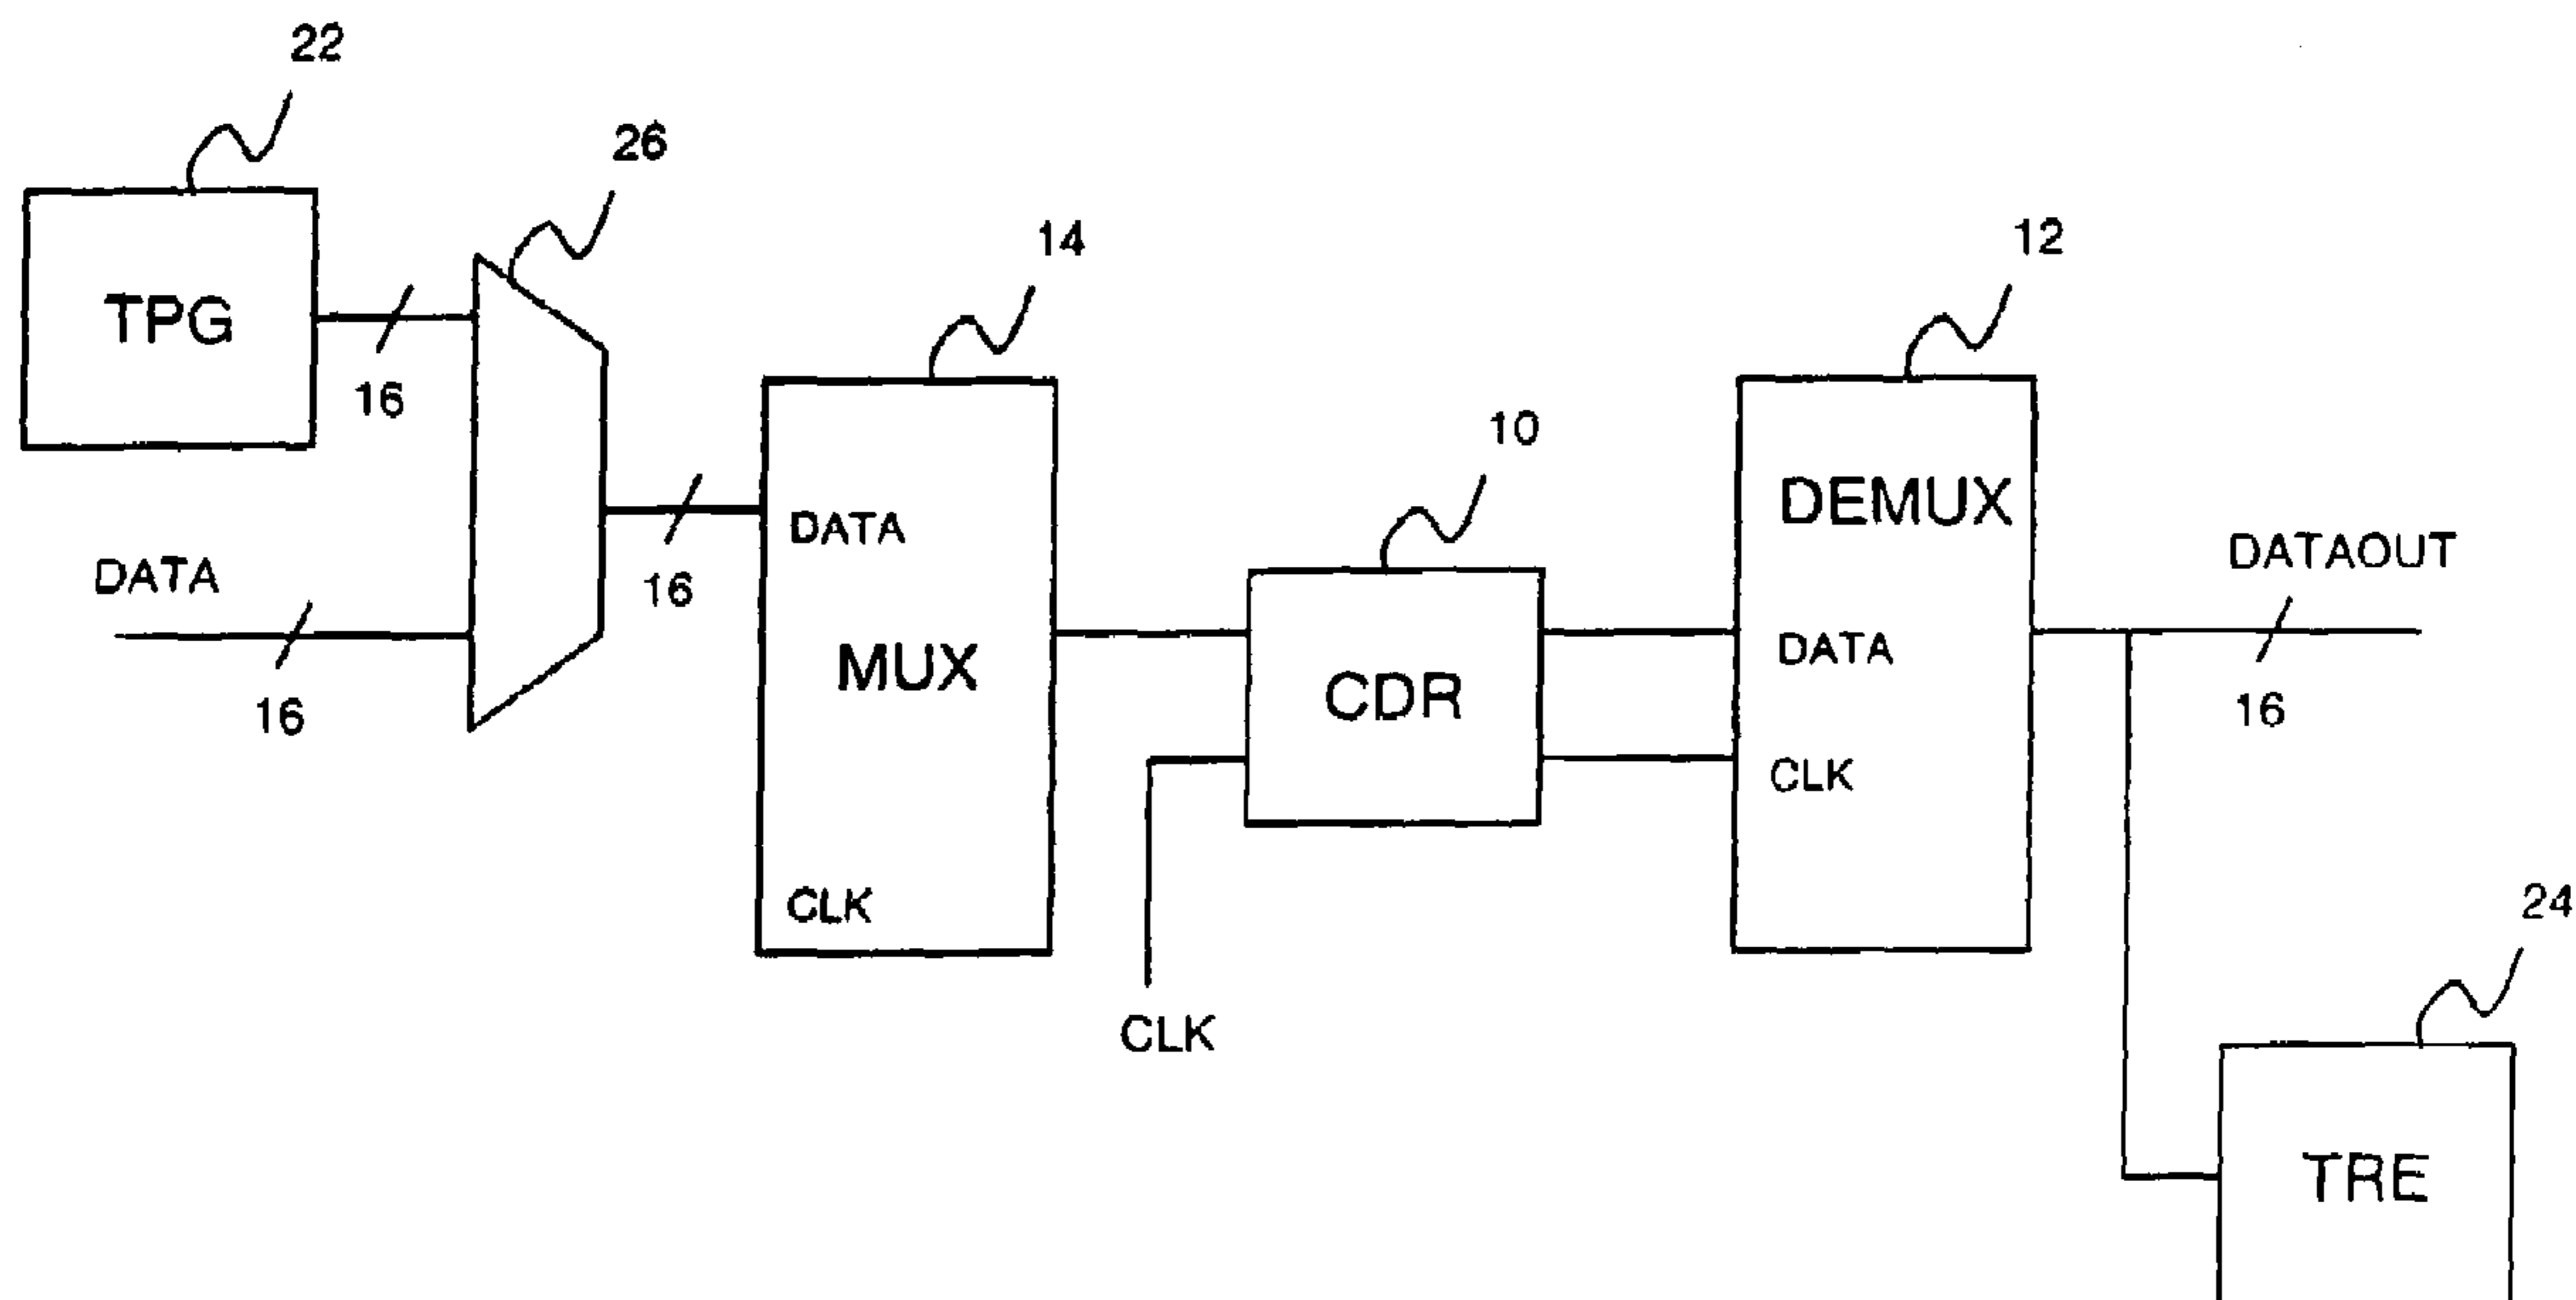 22
26
14
12
TPG
10
16
DEMUX
DATA
DATAOUT
DATA
16
DATA
MUX
CDR
16
16
CLK
CLK
24
CLK
TRE